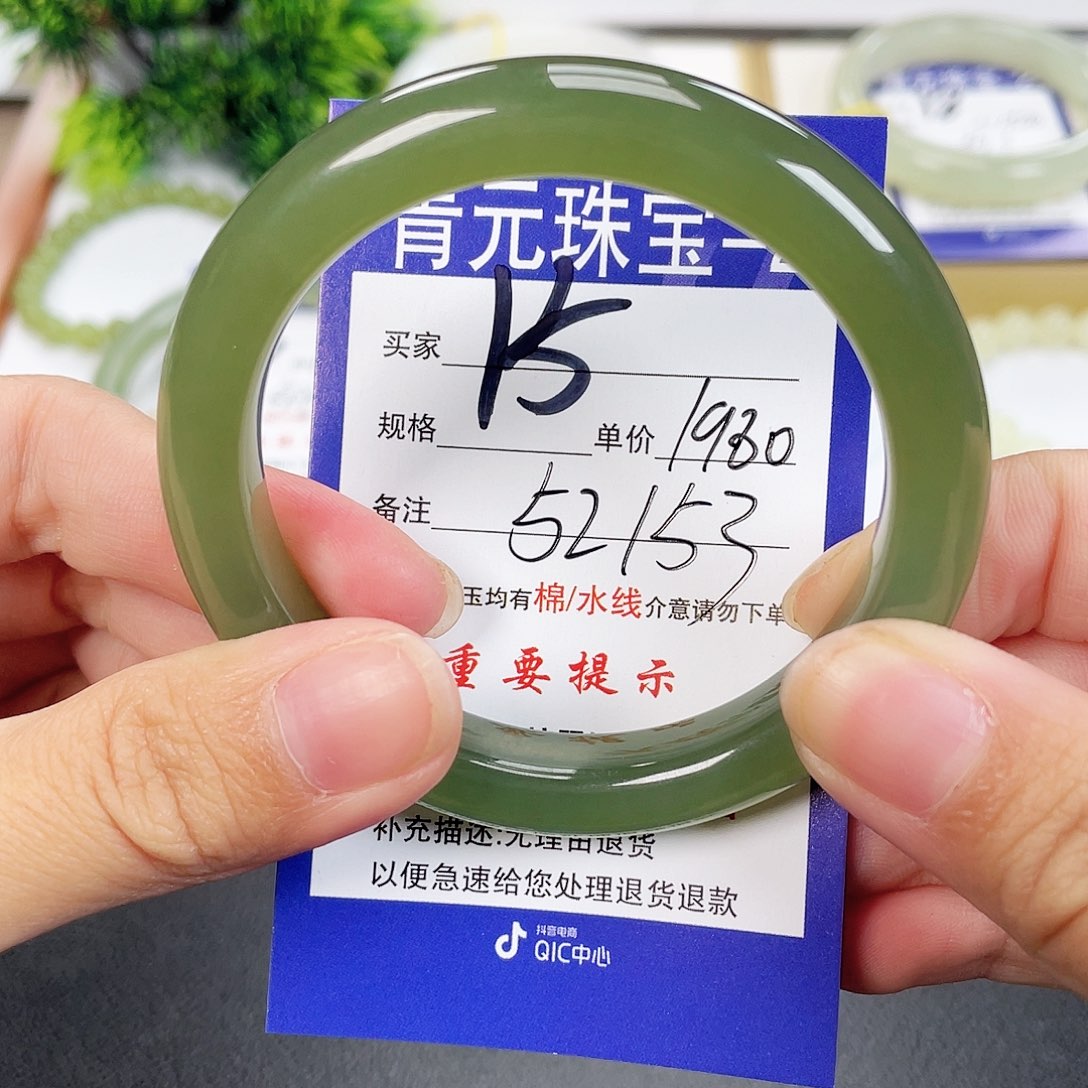 青元珠宝
15
买家
规格 单价 1980
备注 52153
玉均有棉/水线介意请勿下单
重要提示
补充描述:无理由退货
以便急速给您处理退货退款
抖音电商
QIC中心